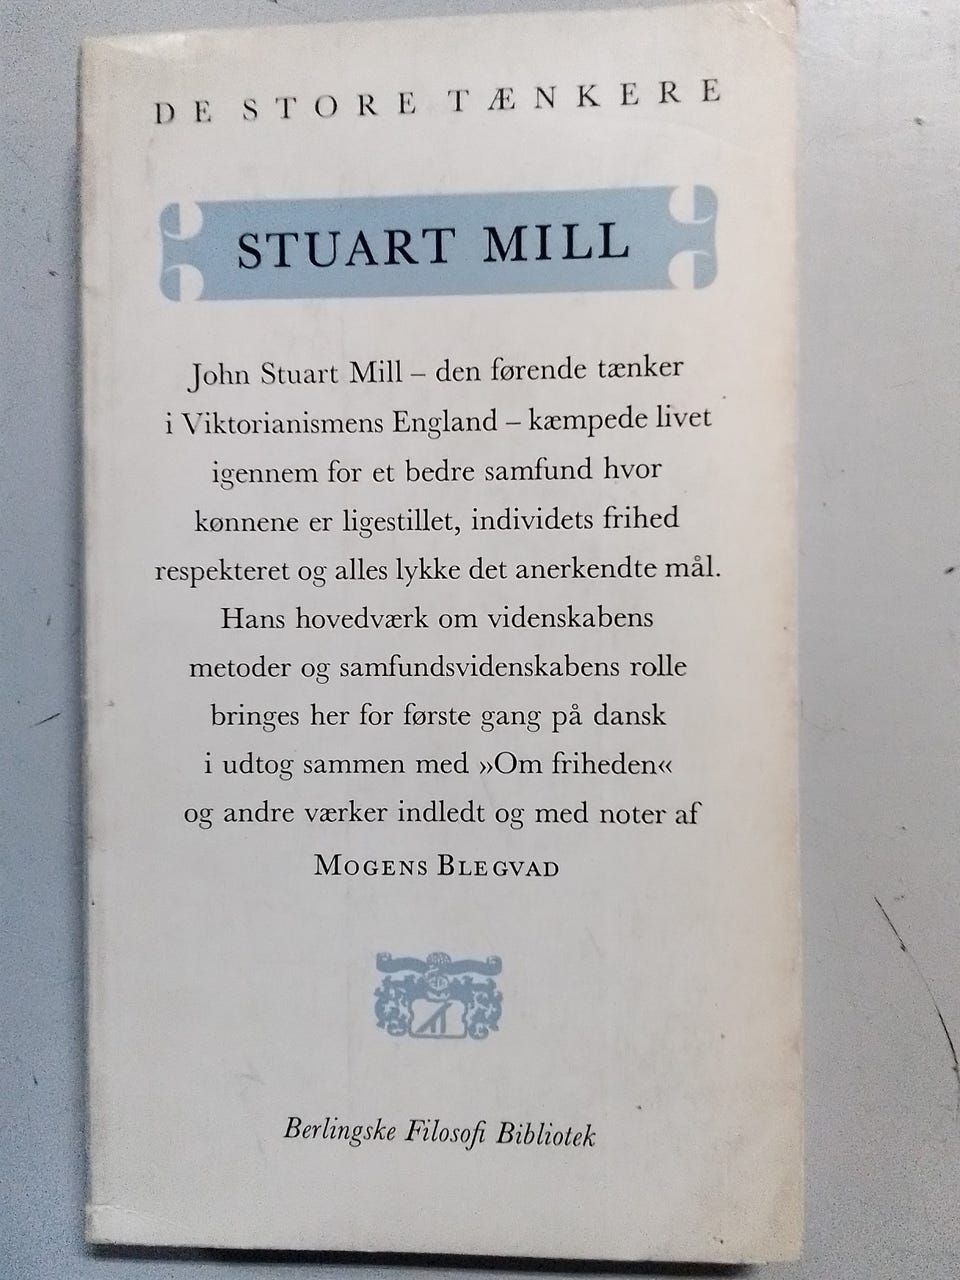 DE STORE TÆNKERE
STUART MILL
John Stuart Mill – den førende tænker
i Viktorianismens England – kæmpede livet
igennem for et bedre samfund hvor
kønnene er ligestillet, individets frihed
respekteret og alles lykke det anerkendte mål.
Hans hovedværk om videnskabens
metoder og samfundsvidenskabens rolle
bringes her for første gang på dansk
i udtog sammen med »Om friheden«
og andre værker indledt og med noter af
MOGENS BLEGVAD
Berlingske Filosofi Bibliotek